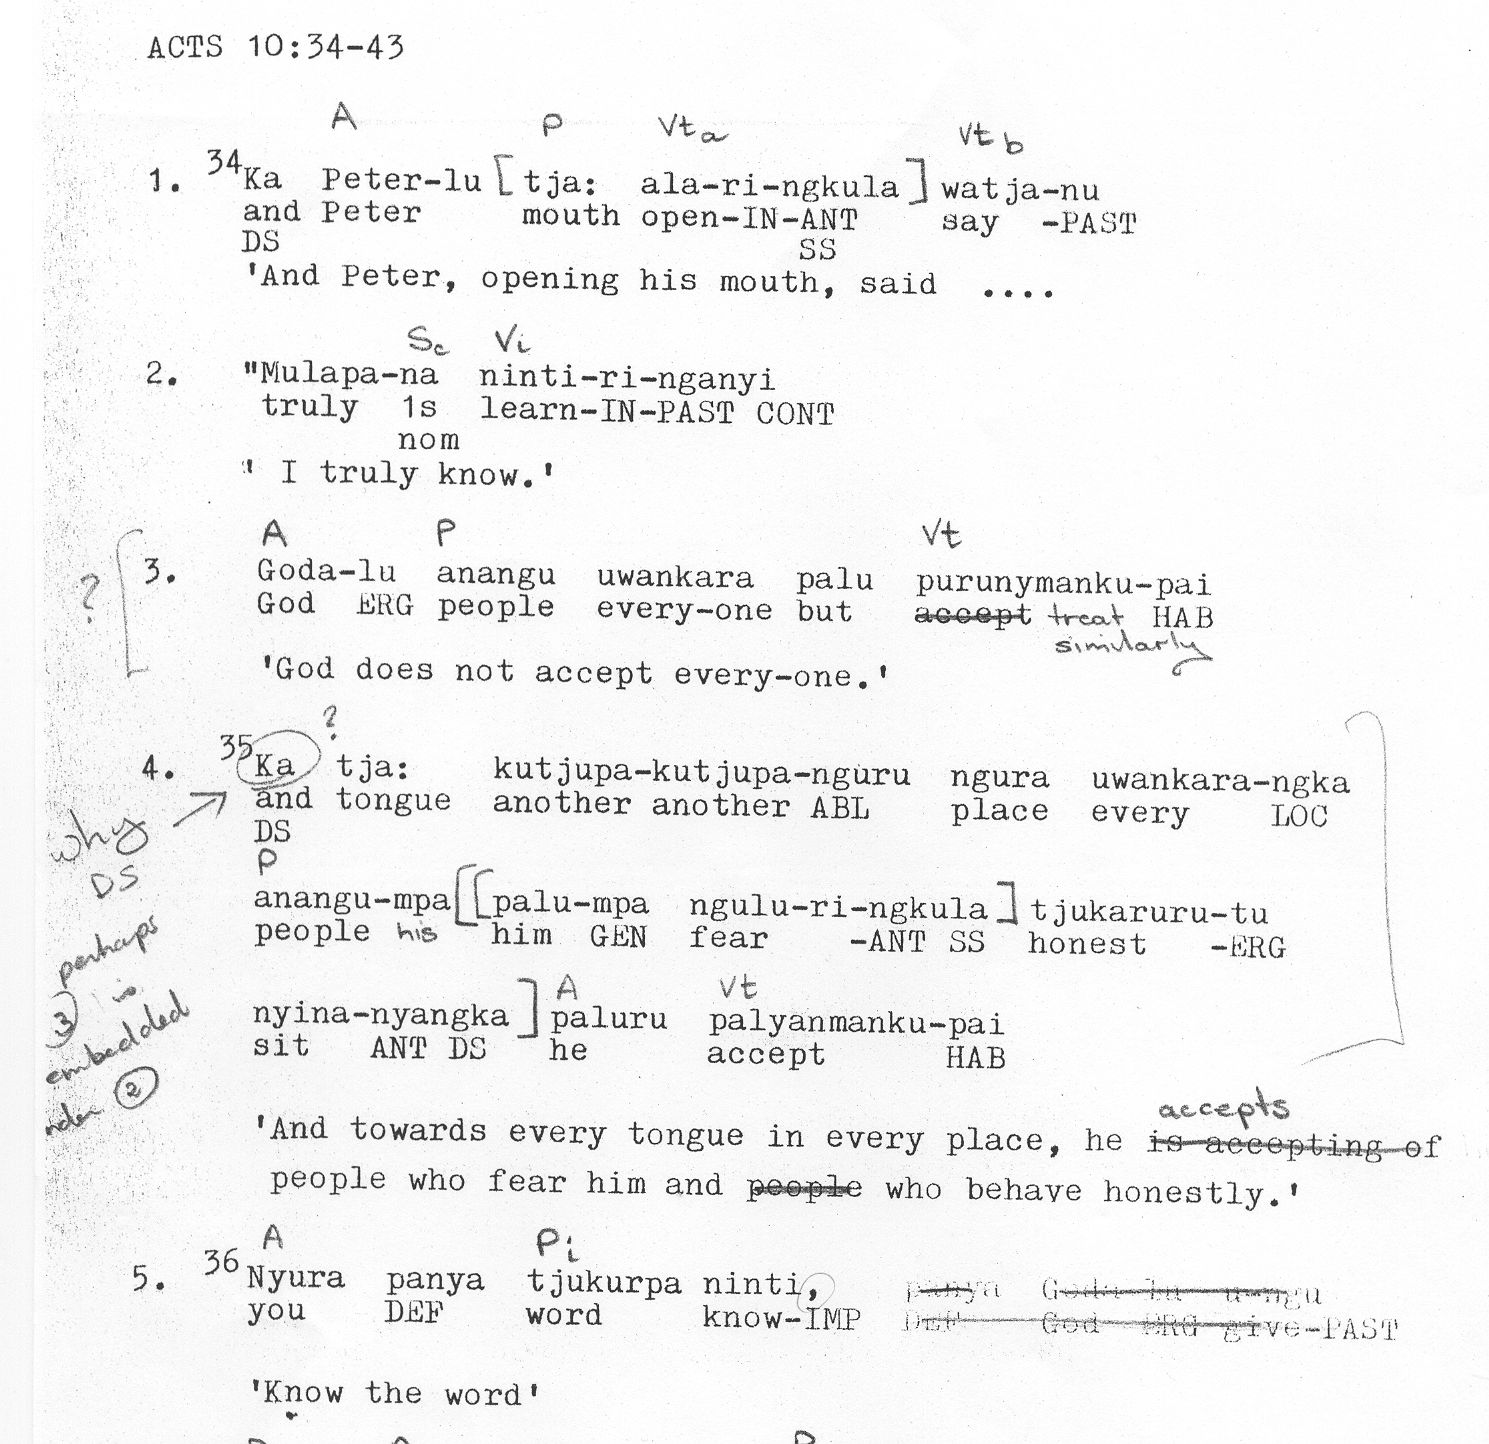 ACTS 10:34-43
A P Vta Vtb
1. 34Ka Peter-lu [tja: ala-ri-ngkula] watja-nu
and Peter mouth open-IN-ANT say -PAST
DS SS
'And Peter, opening his mouth, said ....
Sc Vi
2. "Mulapa-na ninti-ri-nganyi
truly 1s learn-IN-PAST CONT
nom
" I truly know.'
A P Vt
? [ 3. Goda-lu anangu uwankara palu purunymanku-pai
God ERG people every-one but accept treat HAB
similarly
'God does not accept every-one.'
?
4. 35Ka tja: kutjupa-kutjupa-nguru ngura uwankara-ngka
and tongue another another ABL place every LOC
why → DS
DS P
anangu-mpa[[palu-mpa ngulu-ri-ngkula] tjukaruru-tu
people his him GEN fear -ANT SS honest -ERG
perhaps
A Vt
3 is nyina-nyangka] paluru palyanmanku-pai
embedded sit ANT DS he accept HAB
2
accepts
'And towards every tongue in every place, he is accepting of
people who fear him and people who behave honestly.'
A Pi
5. 36Nyura panya tjukurpa ninti, panya Goda-lu u-ngu
you DEF word know-IMP DEF God ERG give-PAST
'Know the word'